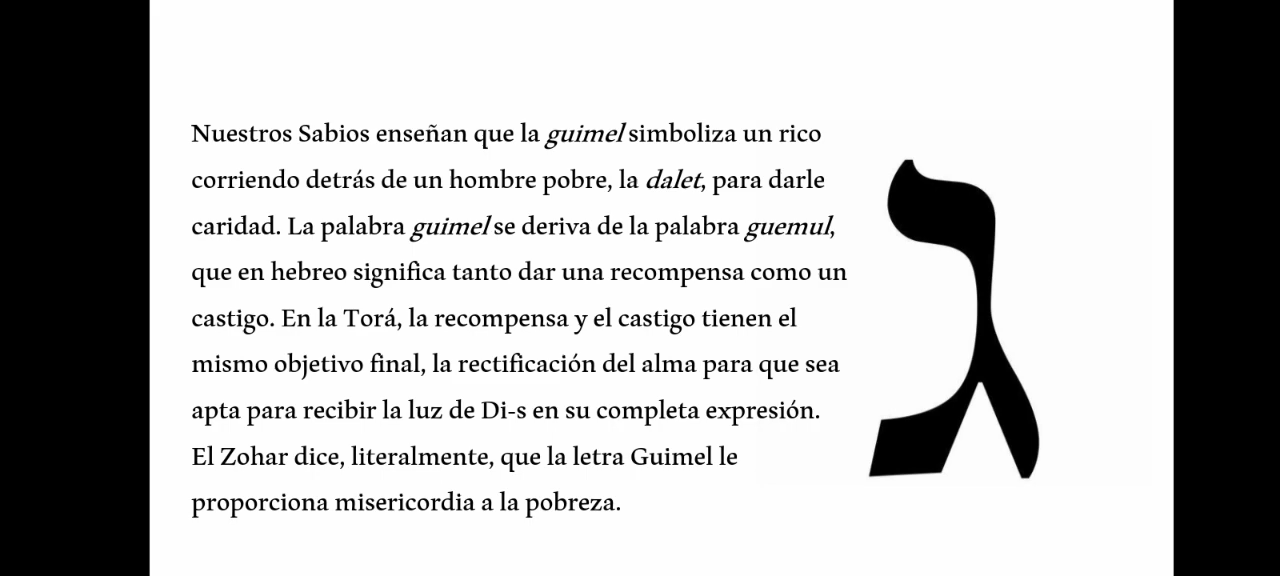 Nuestros Sabios enseñan que la guimel simboliza un rico
corriendo detrás de un hombre pobre, la dalet, para darle
caridad. La palabra guimel se deriva de la palabra guemul,
que en hebreo significa tanto dar una recompensa como un
castigo. En la Torá, la recompensa y el castigo tienen el
mismo objetivo final, la rectificación del alma para que sea
apta para recibir la luz de Di-s en su completa expresión.
El Zohar dice, literalmente, que la letra Guimel le
proporciona misericordia a la pobreza.
ג